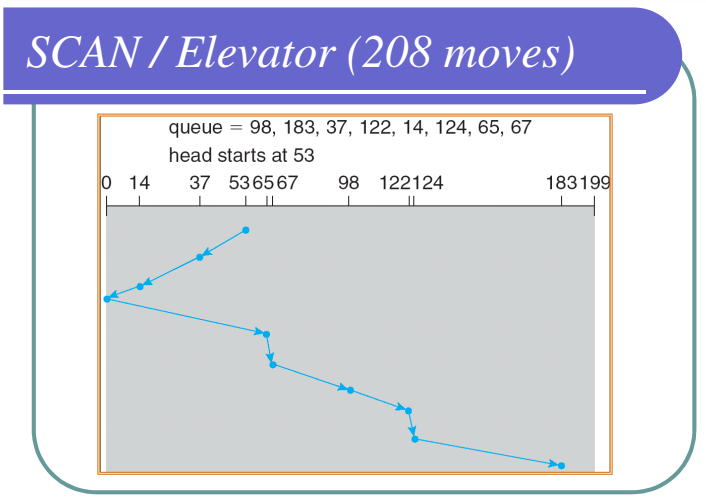 SCAN / Elevator (208 moves)
queue = 98, 183, 37, 122, 14, 124, 65, 67
head starts at 53
0 14 37 53 65 67 98 122 124 183 199